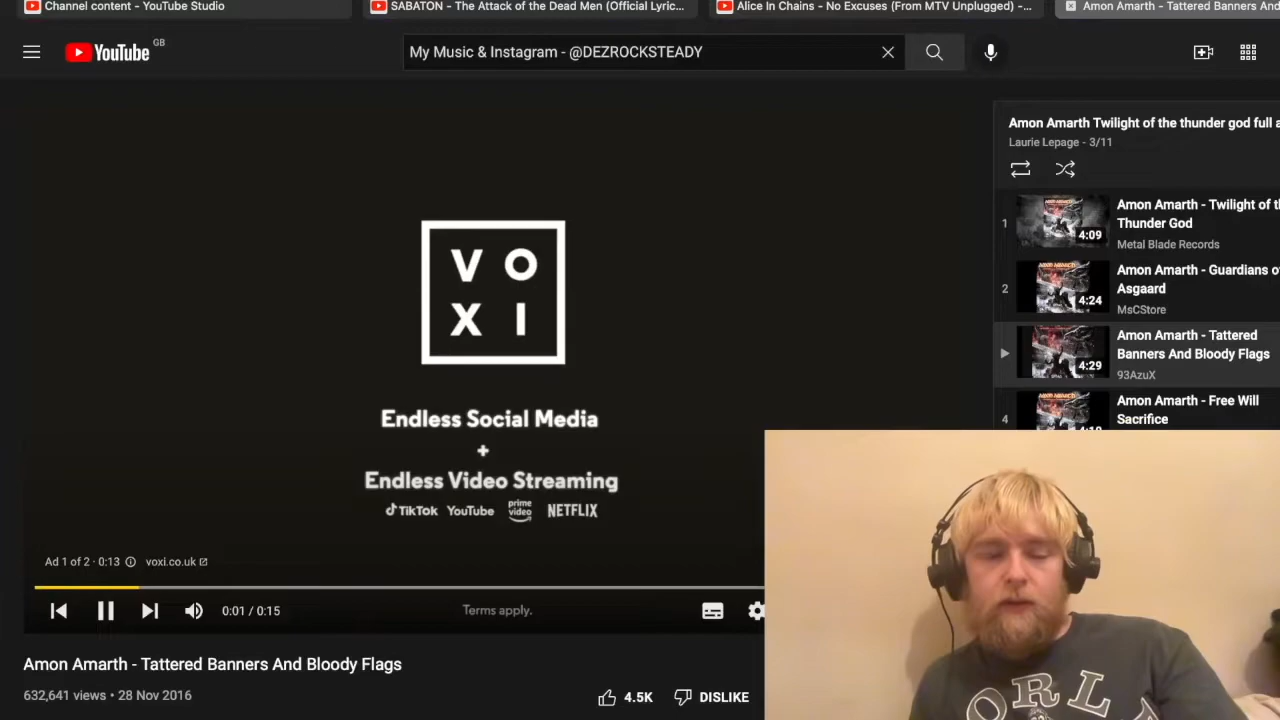 Channel content - YouTube Studio
SABATON - The Attack of the Dead Men (Official Lyric...
Alice In Chains - No Excuses (From MTV Unplugged) -...
Amon Amarth - Tattered Banners And
YouTube GB
My Music & Instagram - @DEZROCKSTEADY
Amon Amarth Twilight of the thunder god full a
Laurie Lepage - 3/11
1
Amon Amarth - Twilight of th
Thunder God
4:09
Metal Blade Records
2
Amon Amarth - Guardians o
Asgaard
4:24
MsCStore
Amon Amarth - Tattered
Banners And Bloody Flags
4:29
93AzuX
4
Amon Amarth - Free Will
Sacrifice
VO
XI
Endless Social Media
+
Endless Video Streaming
TikTok YouTube prime video NETFLIX
Ad 1 of 2 · 0:13 voxi.co.uk
0:01 / 0:15
Terms apply.
Amon Amarth - Tattered Banners And Bloody Flags
632,641 views • 28 Nov 2016
4.5K DISLIKE
ORL